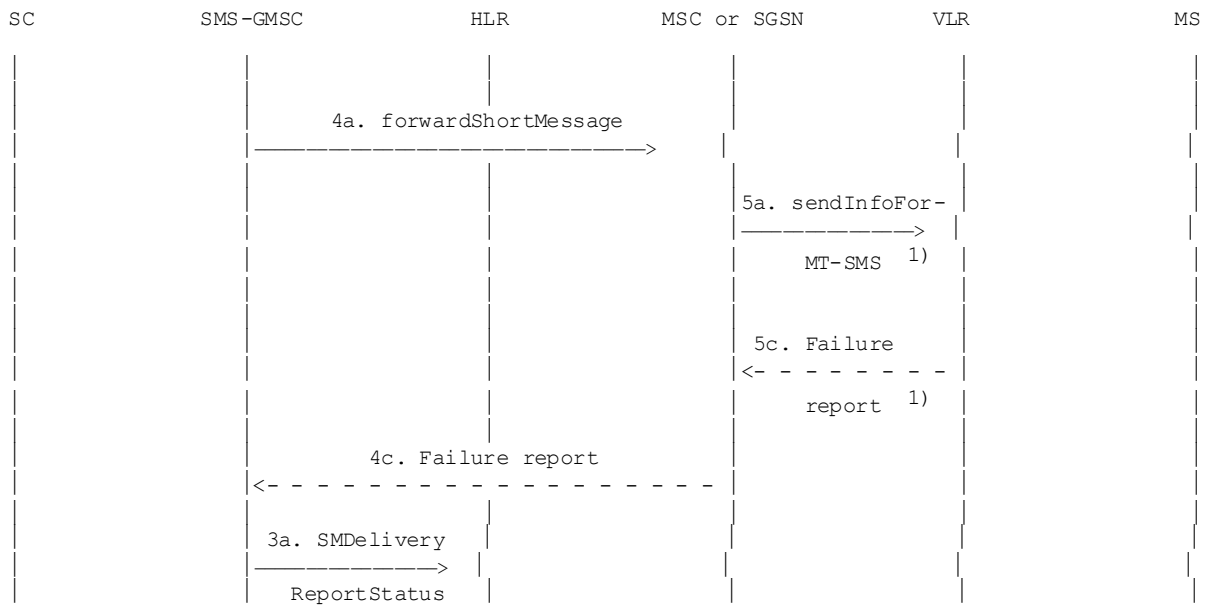 SC SMS-GMSC HLR MSC or SGSN VLR MS
4a. forwardShortMessage
5a. sendInfoFor-
MT-SMS 1)
5c. Failure
report 1)
4c. Failure report
3a. SMDelivery
ReportStatus